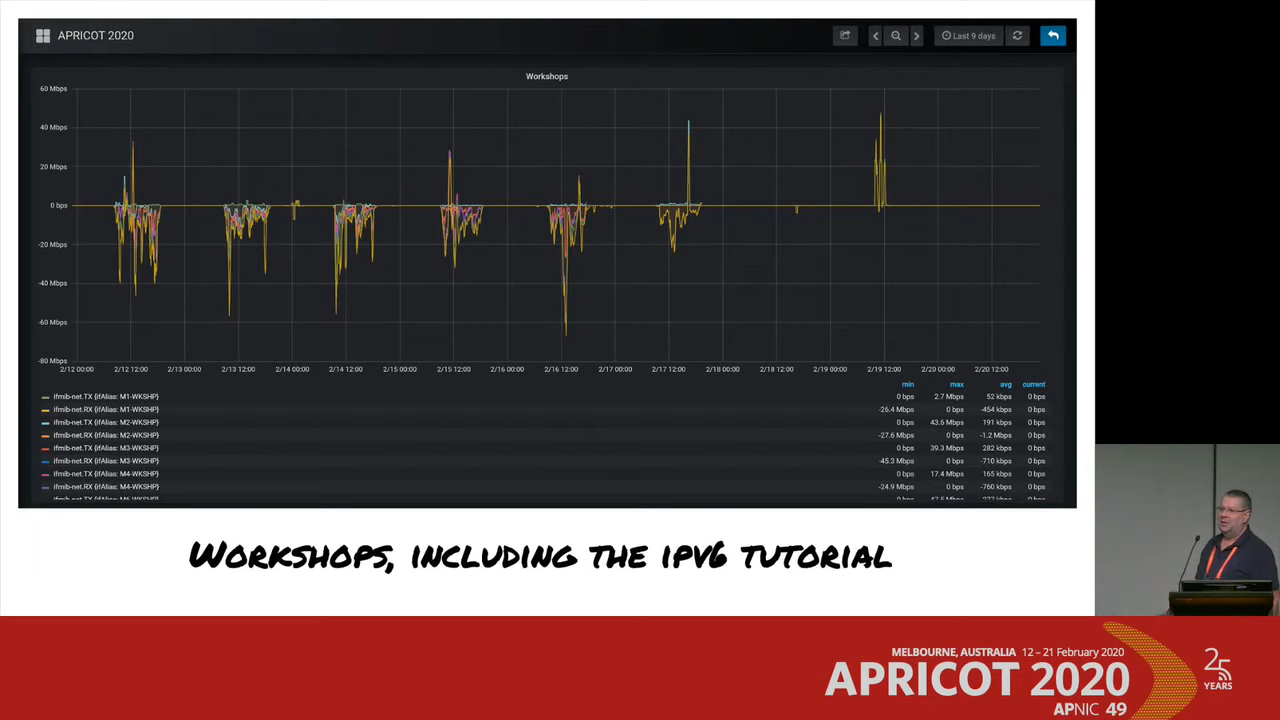 APRICOT 2020
Last 9 days
Workshops
60 Mbps
40 Mbps
20 Mbps
0 bps
-20 Mbps
-40 Mbps
-60 Mbps
-80 Mbps
2/12 00:00 2/12 12:00 2/13 00:00 2/13 12:00 2/14 00:00 2/14 12:00 2/15 00:00 2/15 12:00 2/16 00:00 2/16 12:00 2/17 00:00 2/17 12:00 2/18 00:00 2/18 12:00 2/19 00:00 2/19 12:00 2/20 00:00 2/20 12:00
min max avg current
ifmib-net.TX {ifAlias: M1-WKSHP} 0 bps 2.7 Mbps 52 kbps 0 bps
ifmib-net.RX {ifAlias: M1-WKSHP} -26.4 Mbps 0 bps -454 kbps 0 bps
ifmib-net.TX {ifAlias: M2-WKSHP} 0 bps 43.6 Mbps 191 kbps 0 bps
ifmib-net.RX {ifAlias: M2-WKSHP} -27.6 Mbps 0 bps -1.2 Mbps 0 bps
ifmib-net.TX {ifAlias: M3-WKSHP} 0 bps 39.3 Mbps 282 kbps 0 bps
ifmib-net.RX {ifAlias: M3-WKSHP} -45.3 Mbps 0 bps -710 kbps 0 bps
ifmib-net.TX {ifAlias: M4-WKSHP} 0 bps 17.4 Mbps 165 kbps 0 bps
ifmib-net.RX {ifAlias: M4-WKSHP} -24.9 Mbps 0 bps -760 kbps 0 bps
WORKSHOPS, INCLUDING THE IPV6 TUTORIAL
MELBOURNE, AUSTRALIA 12 – 21 February 2020
APRICOT 2020
APNIC 49
25
YEARS